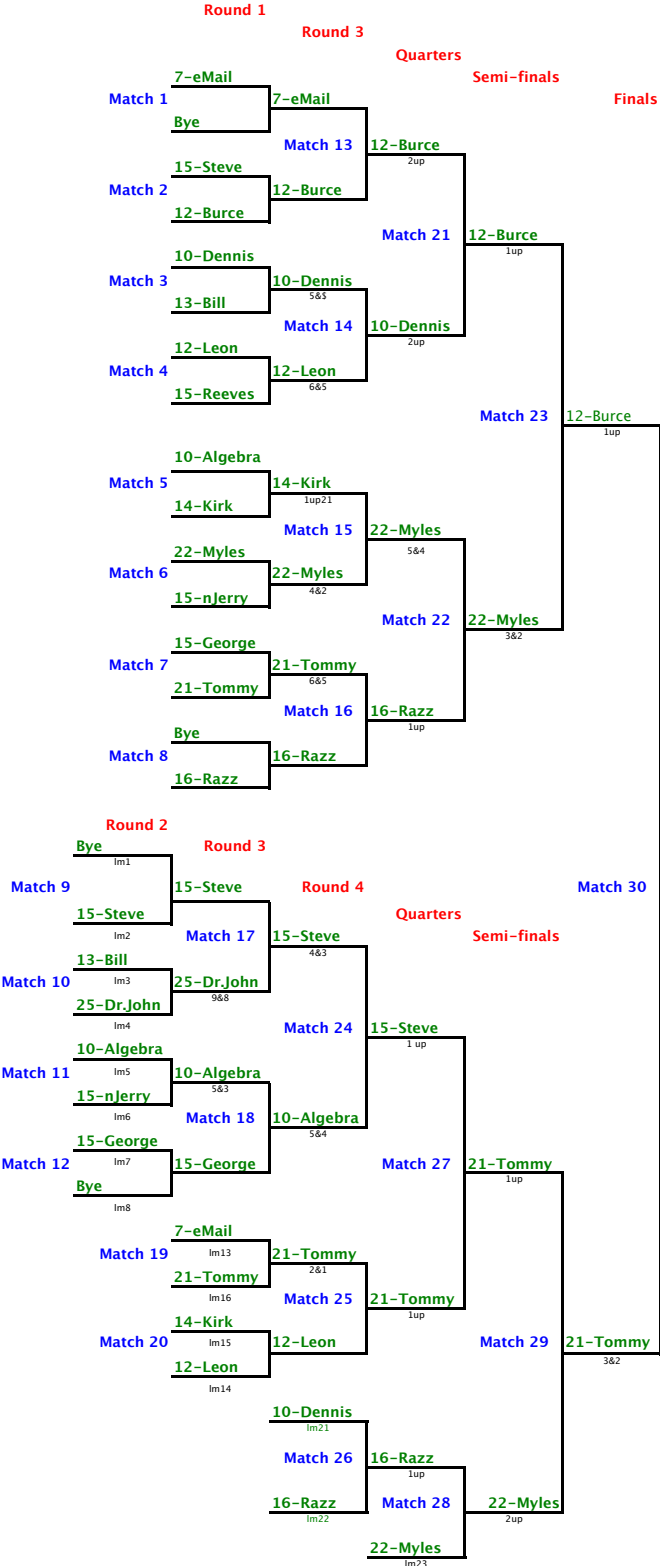 Round 1
Round 3
Quarters
Semi-finals
Finals
7-eMail
Match 1
7-eMail
Bye
Match 13
12-Burce
2up
15-Steve
Match 2
12-Burce
12-Burce
Match 21
12-Burce
1up
10-Dennis
Match 3
10-Dennis
5&$
13-Bill
Match 14
10-Dennis
2up
12-Leon
Match 4
12-Leon
6&5
15-Reeves
Match 23
12-Burce
1up
10-Algebra
Match 5
14-Kirk
1up21
14-Kirk
Match 15
22-Myles
5&4
22-Myles
Match 6
22-Myles
4&2
15-nJerry
Match 22
22-Myles
3&2
15-George
Match 7
21-Tommy
6&5
21-Tommy
Match 16
16-Razz
1up
Bye
Match 8
16-Razz
16-Razz
Round 2
Round 3
Round 4
Quarters
Semi-finals
Bye
lm1
Match 9
15-Steve
Match 30
15-Steve
lm2
Match 17
15-Steve
4&3
13-Bill
lm3
Match 10
25-Dr.John
9&8
25-Dr.John
lm4
Match 24
15-Steve
1 up
10-Algebra
lm5
Match 11
10-Algebra
5&3
15-nJerry
lm6
Match 18
10-Algebra
5&4
15-George
lm7
Match 12
15-George
Bye
lm8
Match 27
21-Tommy
1up
7-eMail
lm13
Match 19
21-Tommy
2&1
21-Tommy
lm16
Match 25
21-Tommy
1up
14-Kirk
lm15
Match 20
12-Leon
12-Leon
lm14
Match 29
21-Tommy
3&2
10-Dennis
lm21
Match 26
16-Razz
1up
16-Razz
lm22
Match 28
22-Myles
2up
22-Myles
lm23